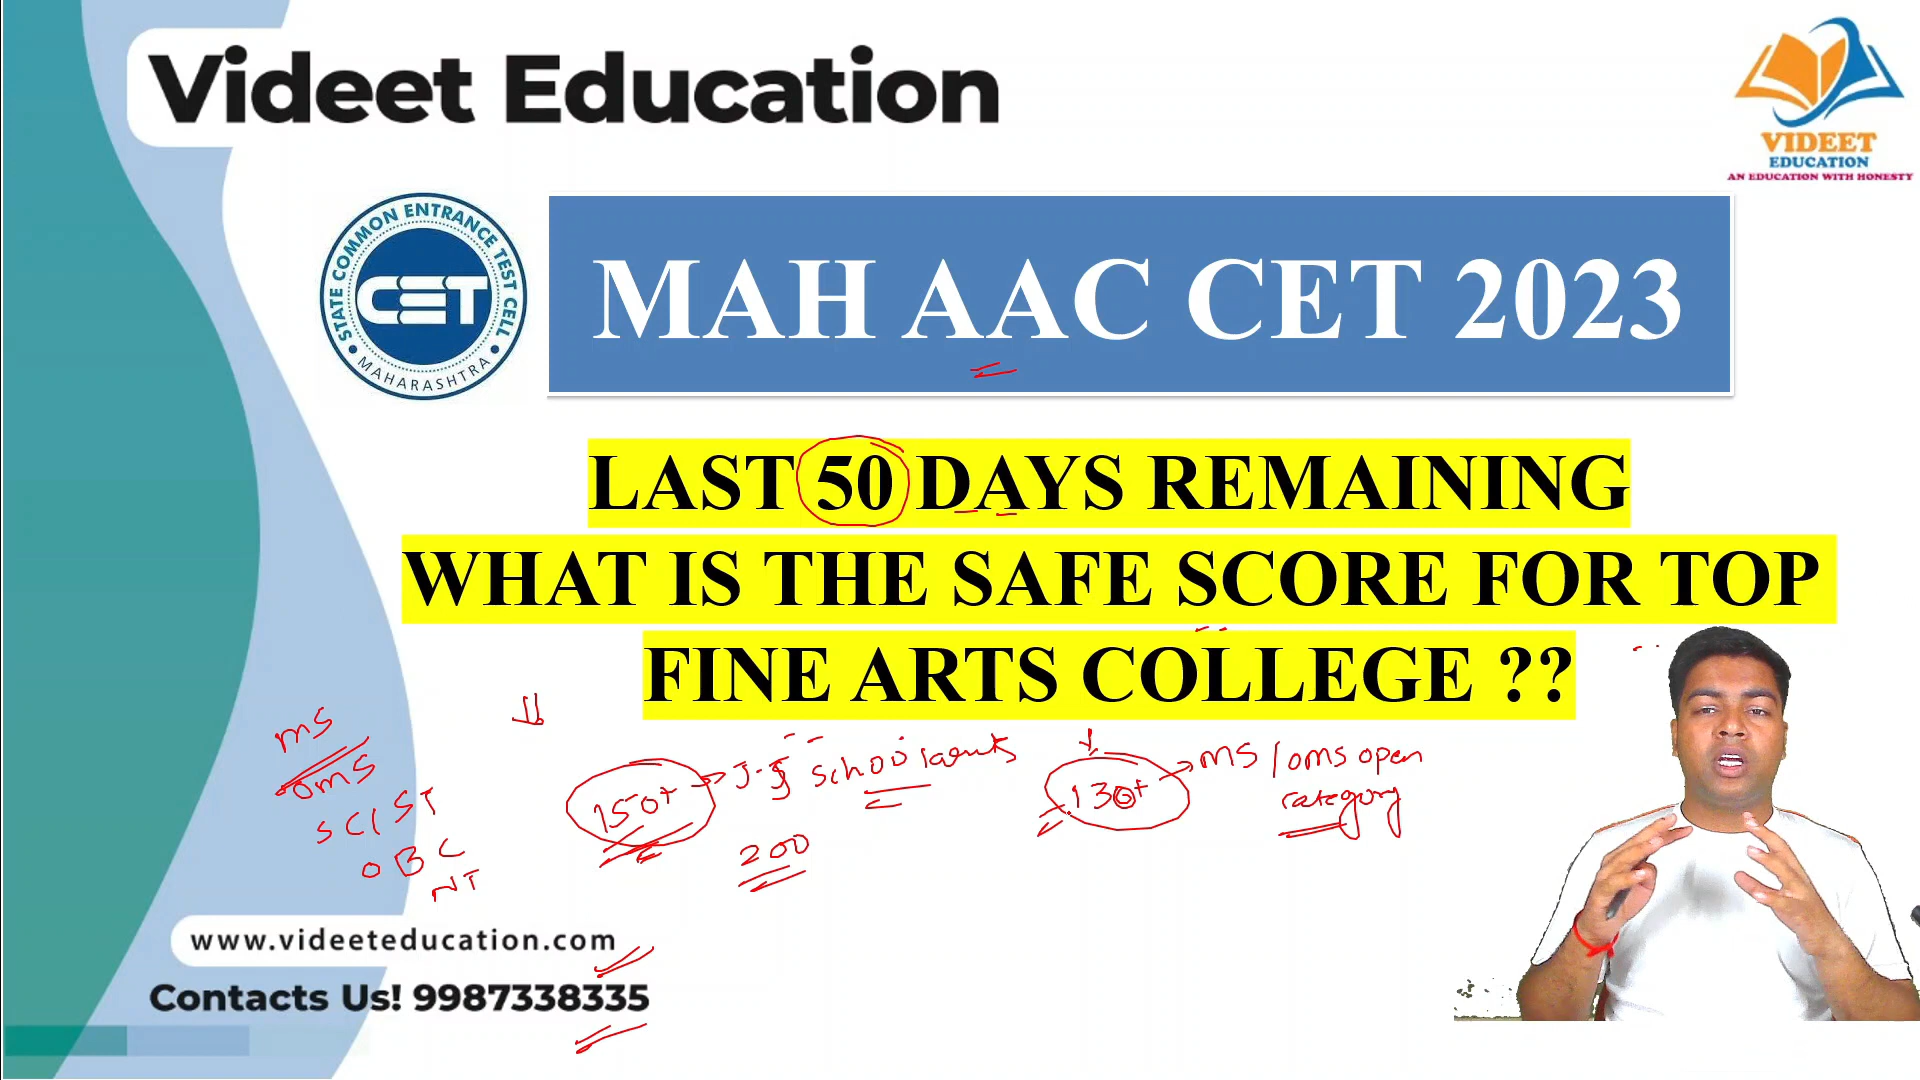 Videet Education
VIDEET
EDUCATION
AN EDUCATION WITH HONESTY
STATE COMMON ENTRANCE TEST CELL
CET
• MAHARASHTRA •
MAH AAC CET 2023
LAST 50 DAYS REMAINING
WHAT IS THE SAFE SCORE FOR TOP
FINE ARTS COLLEGE ??
MS
OMS
SC/ST
OBC
NT
150+
J.J School
200
130+
MS/OMS open
category
www.videeteducation.com
Contacts Us! 9987338335